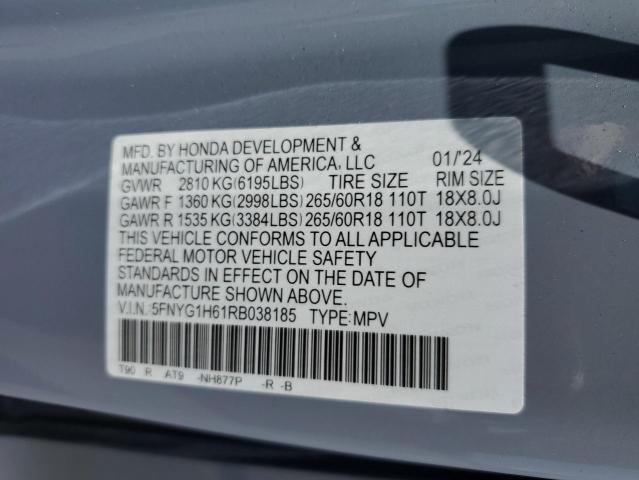 MFD. BY HONDA DEVELOPMENT &
MANUFACTURING OF AMERICA, LLC 01/'24
GVWR 2810 KG(6195LBS) TIRE SIZE RIM SIZE
GAWR F 1360 KG(2998LBS) 265/60R18 110T 18X8.0J
GAWR R 1535 KG(3384LBS) 265/60R18 110T 18X8.0J
THIS VEHICLE CONFORMS TO ALL APPLICABLE
FEDERAL MOTOR VEHICLE SAFETY
STANDARDS IN EFFECT ON THE DATE OF
MANUFACTURE SHOWN ABOVE.
V.I.N.:5FNYG1H61RB038185 TYPE:MPV
T90 R AT9 -NH877P -R -B